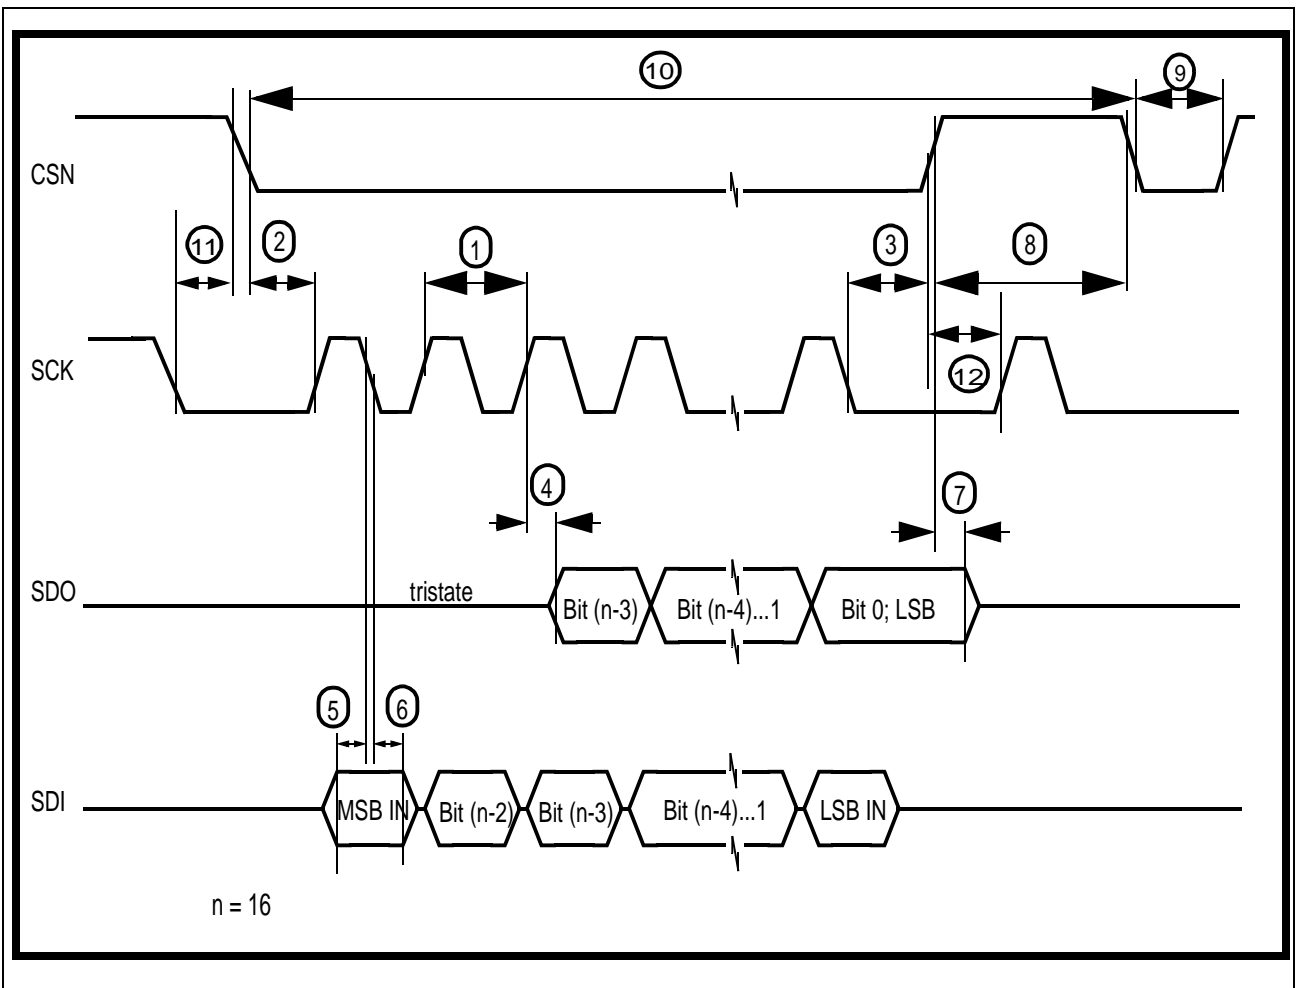 10
9
CSN
11
2
1
3
8
SCK
12
4
7
SDO
tristate
Bit (n-3)
Bit (n-4)...1
Bit 0; LSB
5
6
SDI
MSB IN
Bit (n-2)
Bit (n-3)
Bit (n-4)...1
LSB IN
n = 16